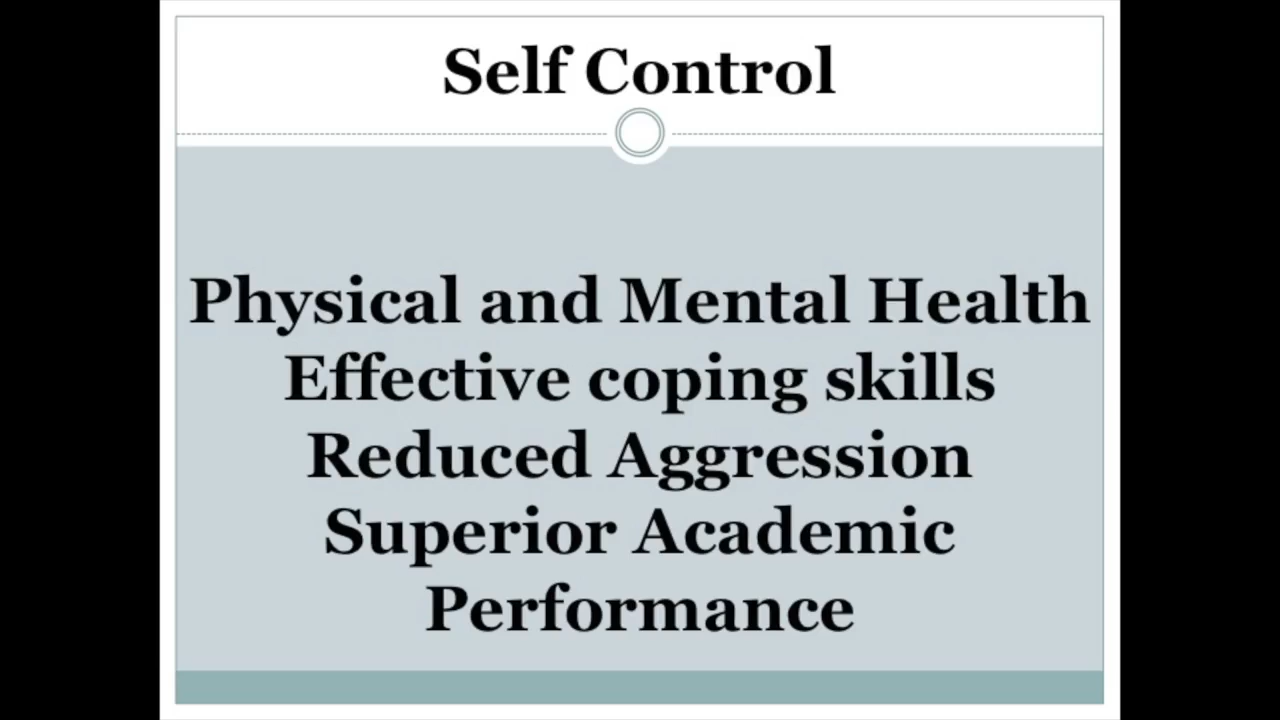 Self Control
Physical and Mental Health
Effective coping skills
Reduced Aggression
Superior Academic
Performance